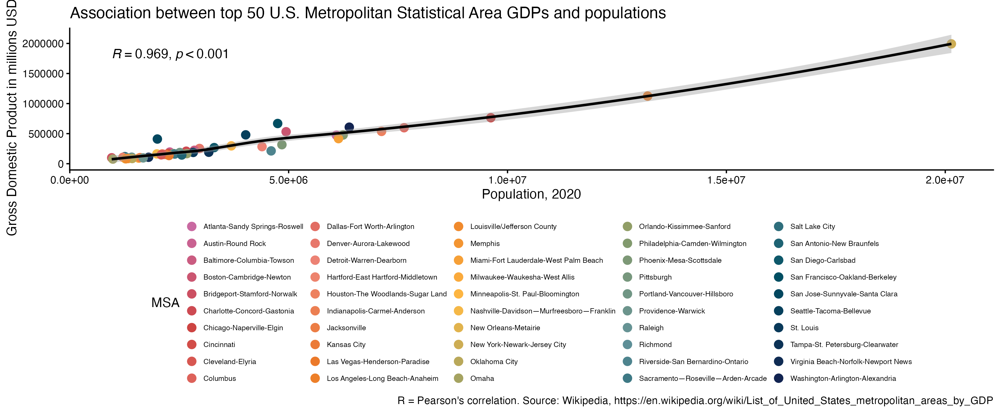 Association between top 50 U.S. Metropolitan Statistical Area GDPs and populations
Gross Domestic Product in millions USD
2000000
1500000
1000000
500000
0
R = 0.969, p < 0.001
0.0e+00
5.0e+06
1.0e+07
1.5e+07
2.0e+07
Population, 2020
MSA
Atlanta-Sandy Springs-Roswell
Austin-Round Rock
Baltimore-Columbia-Towson
Boston-Cambridge-Newton
Bridgeport-Stamford-Norwalk
Charlotte-Concord-Gastonia
Chicago-Naperville-Elgin
Cincinnati
Cleveland-Elyria
Columbus
Dallas-Fort Worth-Arlington
Denver-Aurora-Lakewood
Detroit-Warren-Dearborn
Hartford-East Hartford-Middletown
Houston-The Woodlands-Sugar Land
Indianapolis-Carmel-Anderson
Jacksonville
Kansas City
Las Vegas-Henderson-Paradise
Los Angeles-Long Beach-Anaheim
Louisville/Jefferson County
Memphis
Miami-Fort Lauderdale-West Palm Beach
Milwaukee-Waukesha-West Allis
Minneapolis-St. Paul-Bloomington
Nashville-Davidson—Murfreesboro—Franklin
New Orleans-Metairie
New York-Newark-Jersey City
Oklahoma City
Omaha
Orlando-Kissimmee-Sanford
Philadelphia-Camden-Wilmington
Phoenix-Mesa-Scottsdale
Pittsburgh
Portland-Vancouver-Hillsboro
Providence-Warwick
Raleigh
Richmond
Riverside-San Bernardino-Ontario
Sacramento—Roseville—Arden-Arcade
Salt Lake City
San Antonio-New Braunfels
San Diego-Carlsbad
San Francisco-Oakland-Berkeley
San Jose-Sunnyvale-Santa Clara
Seattle-Tacoma-Bellevue
St. Louis
Tampa-St. Petersburg-Clearwater
Virginia Beach-Norfolk-Newport News
Washington-Arlington-Alexandria
R = Pearson's correlation. Source: Wikipedia, https://en.wikipedia.org/wiki/List_of_United_States_metropolitan_areas_by_GDP